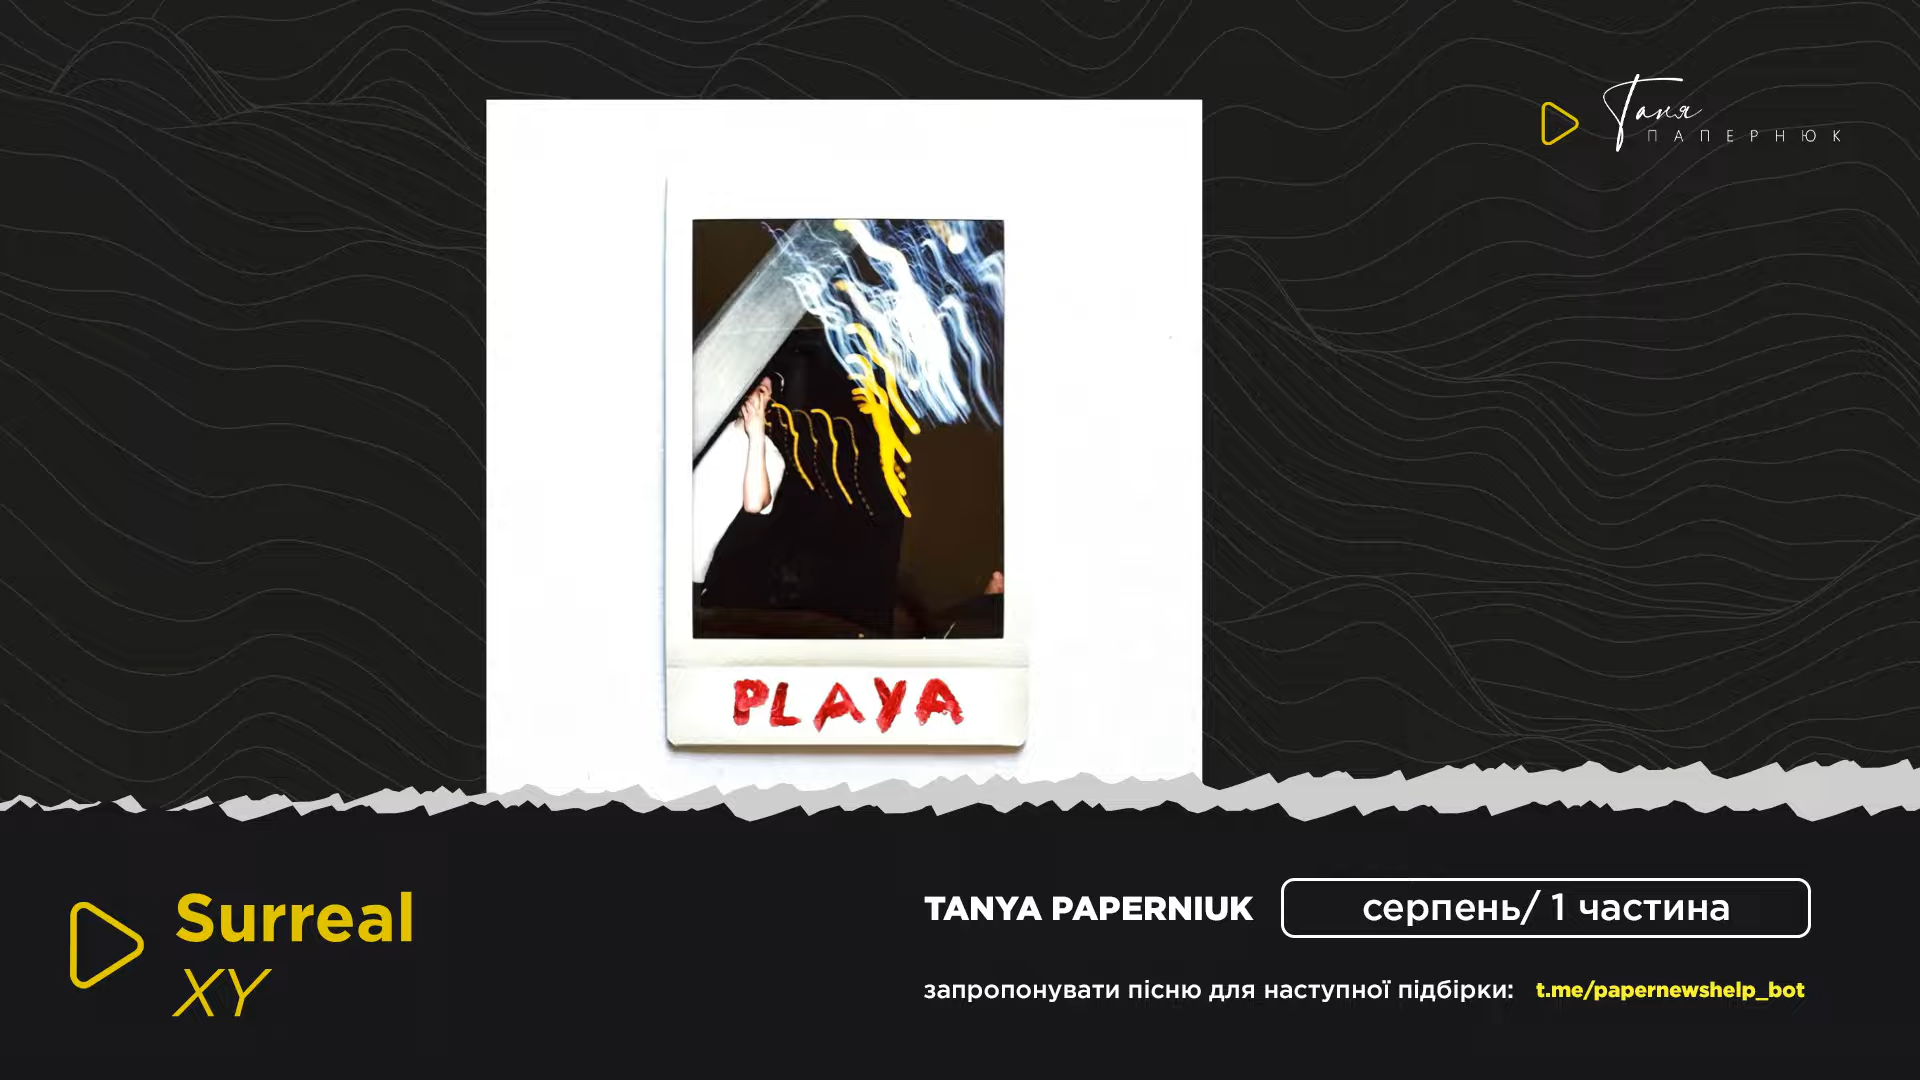 Таня
ПАПЕРНЮК
PLAYA
Surreal
XY
TANYA PAPERNIUK
серпень/ 1 частина
запропонувати пісню для наступної підбірки: t.me/papernewshelp_bot